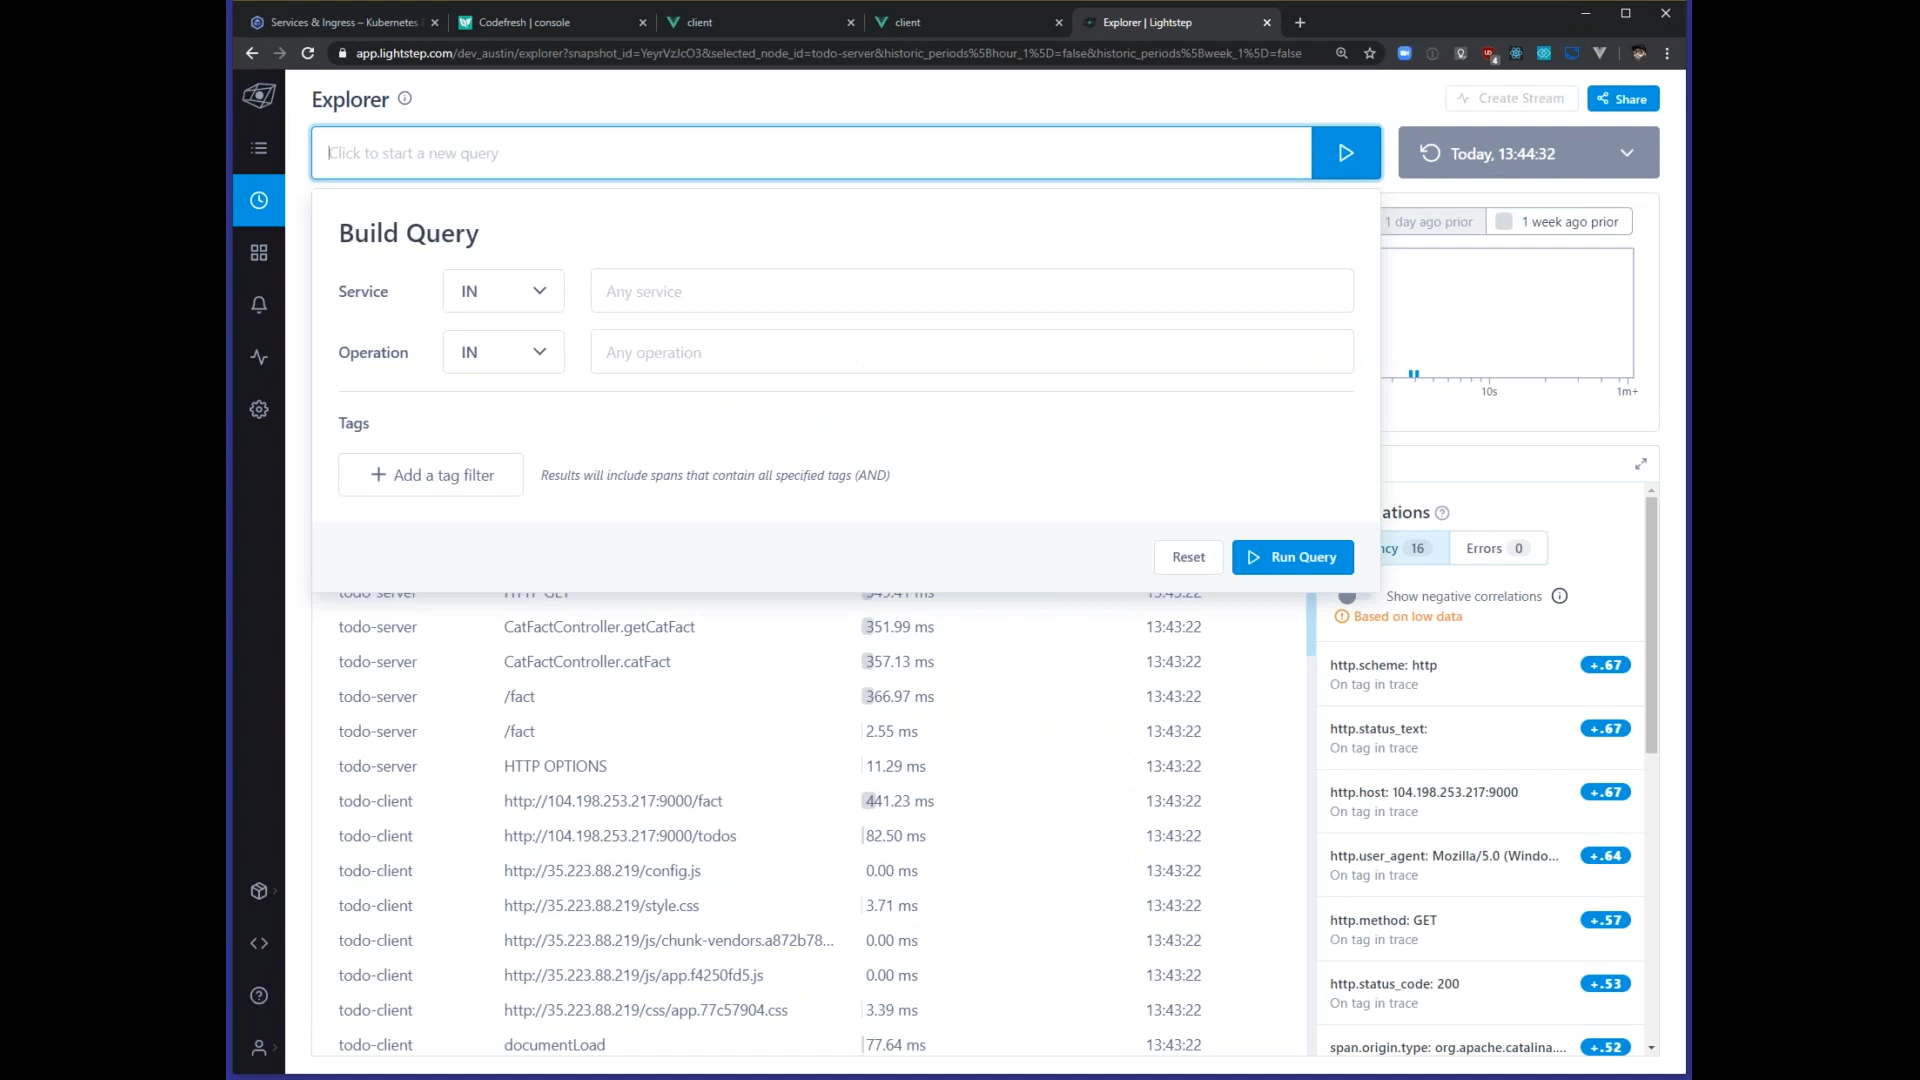 Services & Ingress – Kubernetes
Codefresh | console
client
client
Explorer | Lightstep
app.lightstep.com/dev_austin/explorer?snapshot_id=YeyrVzJcO3&selected_node_id=todo-server&historic_periods%5Bhour_1%5D=false&historic_periods%5Bweek_1%5D=false
4
Explorer
Create Stream
Share
Click to start a new query
Today, 13:44:32
Build Query
1 day ago prior
1 week ago prior
Service
IN
Any service
Operation
IN
Any operation
10s
1m+
Tags
Add a tag filter
Results will include spans that contain all specified tags (AND)
ations
ncy 16
Errors 0
Reset
Run Query
Show negative correlations
Based on low data
todo-server HTTP GET 349.41 ms 13:43:22
todo-server CatFactController.getCatFact 351.99 ms 13:43:22
todo-server CatFactController.catFact 357.13 ms 13:43:22
todo-server /fact 366.97 ms 13:43:22
todo-server /fact 2.55 ms 13:43:22
todo-server HTTP OPTIONS 11.29 ms 13:43:22
todo-client http://104.198.253.217:9000/fact 441.23 ms 13:43:22
todo-client http://104.198.253.217:9000/todos 82.50 ms 13:43:22
todo-client http://35.223.88.219/config.js 0.00 ms 13:43:22
todo-client http://35.223.88.219/style.css 3.71 ms 13:43:22
todo-client http://35.223.88.219/js/chunk-vendors.a872b78... 0.00 ms 13:43:22
todo-client http://35.223.88.219/js/app.f4250fd5.js 0.00 ms 13:43:22
todo-client http://35.223.88.219/css/app.77c57904.css 3.39 ms 13:43:22
todo-client documentLoad 77.64 ms 13:43:22
http.scheme: http +.67
On tag in trace
http.status_text: +.67
On tag in trace
http.host: 104.198.253.217:9000 +.67
On tag in trace
http.user_agent: Mozilla/5.0 (Windo... +.64
On tag in trace
http.method: GET +.57
On tag in trace
http.status_code: 200 +.53
On tag in trace
span.origin.type: org.apache.catalina.... +.52